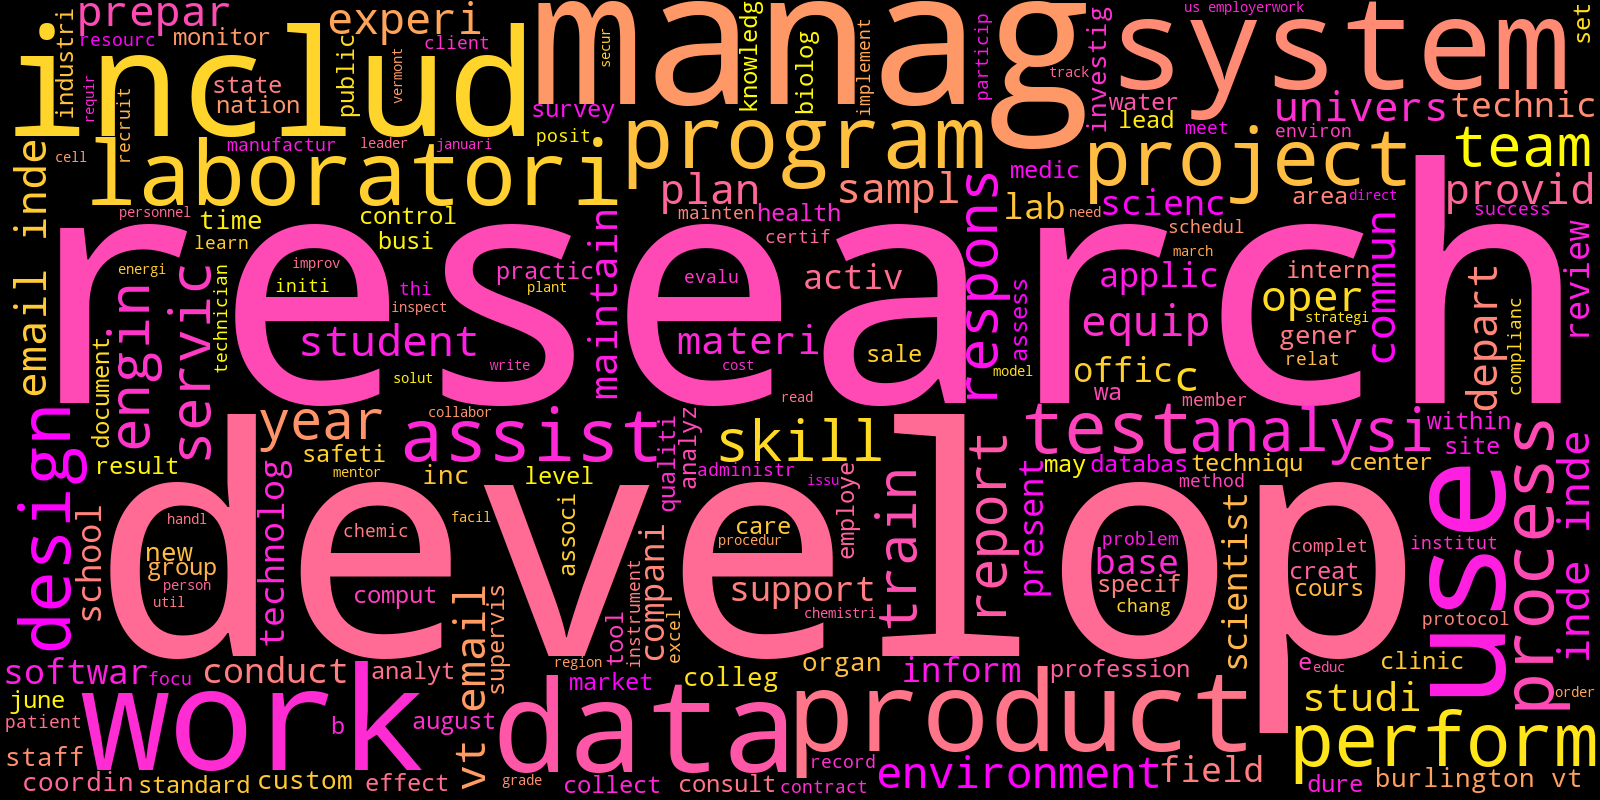 prepar
experi
manag
system
us employerwork
set
includ
industri
resourc
monitor
public
client
secur
knowledg
biolog
implement
particip
investig
track
requir
recruit
state
nation
vermont
survey
posit
program
water
lead
meet
univers
environ
technic
team
project
cell
manufactur
leader
januari
laboratori
email inde
personnel
time
learn
control
busi
plan
mainten
health
certif
sampl
respons
medic
lab
need
scienc
area
direct
provid
success
schedul
march
commun
review
research
energi
servic
technician
improv
initi
thi
practic
plant
inspect
maintain
evalu
activ
assess
applic
intern
oper
strategi
gener
relat
depart
complianc
engin
document
student
write
solut
materi
cost
sale
read
model
equip
offic
c
wa
member
design
year
collabor
assist
skill
test
analysi
within
site
result
safeti
mentor
inc
level
qualiti
analyz
administr
issu
employe
train
report
present
may
databas
techniqu
method
center
process
inde inde
use
develop
school
handl
new
group
person
util
technolog
chemic
facil
associ
care
procedur
compani
support
chemistri
comput
instrument
tool
excel
problem
base
specif
chang
scientist
complet
creat
cours
institut
protocol
softwar
focu
conduct
analyt
vt email
supervis
region
market
colleg
organ
inform
profession
e
educ
clinic
order
june
patient
work
b
august
data
product
studi
perform
staff
coordin
standard
custom
effect
grade
collect
consult
record
contract
environment
field
dure
burlington vt